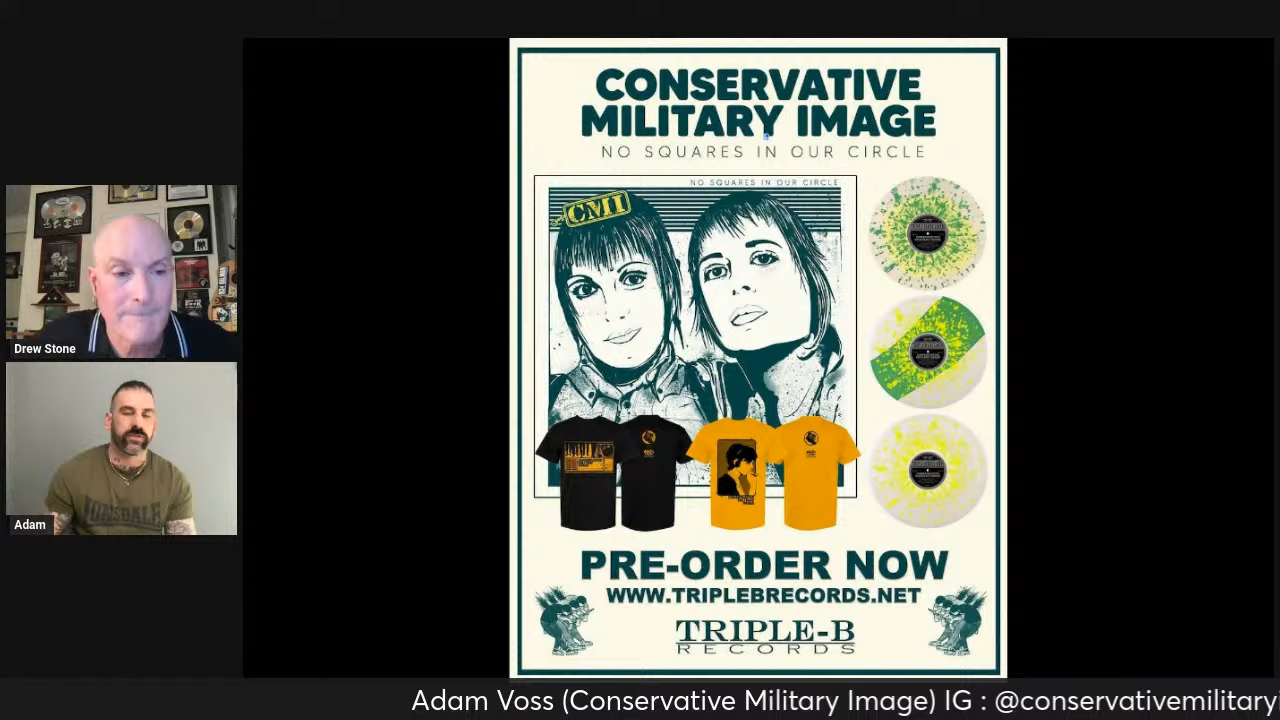 CONSERVATIVE
MILITARY IMAGE
NO SQUARES IN OUR CIRCLE
NO SQUARES IN OUR CIRCLE
CMI
Drew Stone
LONSDALE
Adam
PRE-ORDER NOW
WWW.TRIPLEBRECORDS.NET
TRIPLE-B
RECORDS
Adam Voss (Conservative Military Image) IG : @conservativemilitary